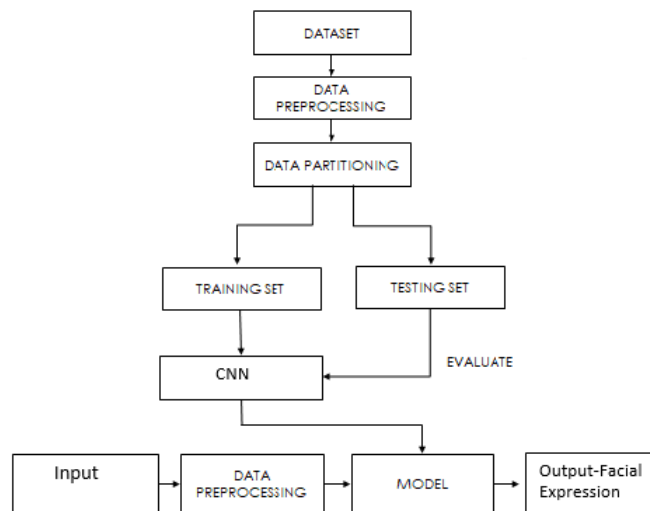 DATASET
DATA
PREPROCESSING
DATA PARTITIONING
TRAINING SET
TESTING SET
EVALUATE
CNN
Input
DATA
PREPROCESSING
MODEL
Output-Facial
Expression